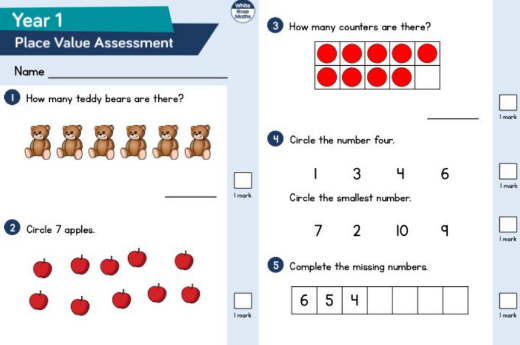 Year 1
Place Value Assessment
White
Rose
Maths
Name
1 How many teddy bears are there?
1 mark
2 Circle 7 apples.
1 mark
3 How many counters are there?
1 mark
4 Circle the number four.
1 3 4 6
1 mark
Circle the smallest number.
7 2 10 9
1 mark
5 Complete the missing numbers.
6 5 4
1 mark